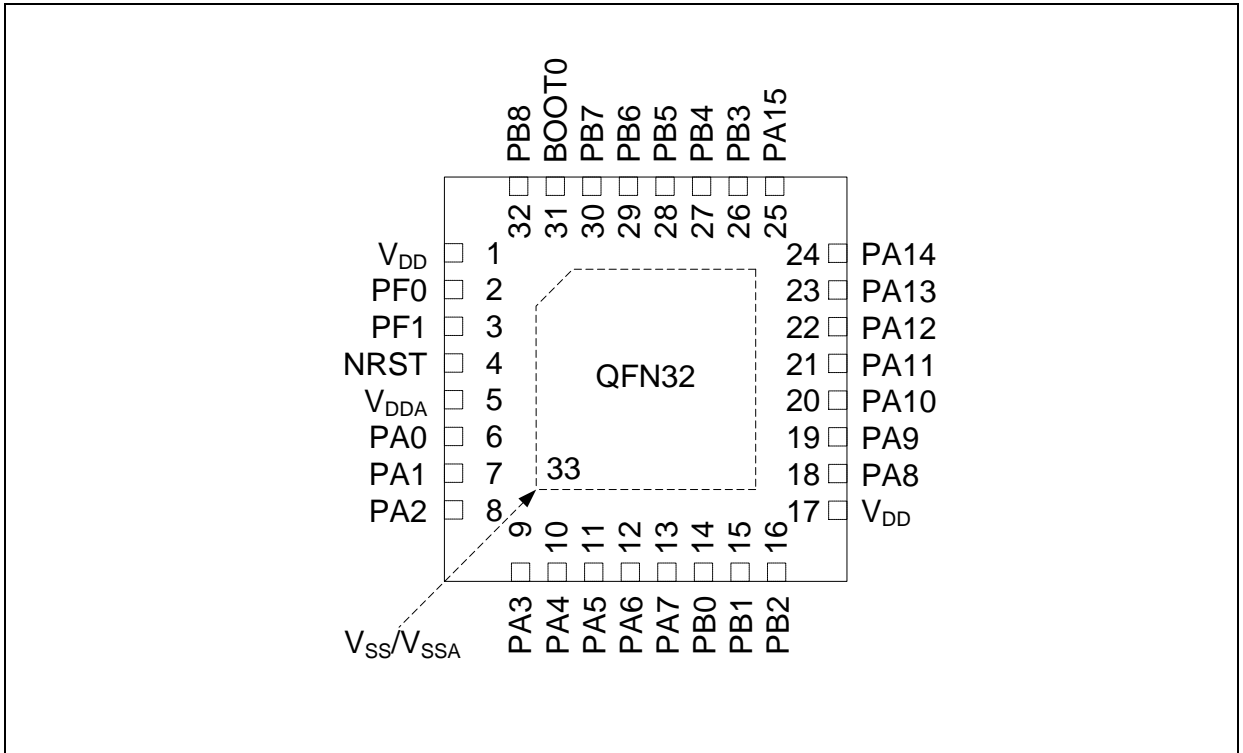 PB8
BOOT0
PB7
PB6
PB5
PB4
PB3
PA15
32
31
30
29
28
27
26
25
VDD 1
PF0 2
PF1 3
NRST 4
VDDA 5
PA0 6
PA1 7
PA2 8
24 PA14
23 PA13
22 PA12
21 PA11
20 PA10
19 PA9
18 PA8
17 VDD
QFN32
33
9
10
11
12
13
14
15
16
PA3
PA4
PA5
PA6
PA7
PB0
PB1
PB2
VSS/VSSA